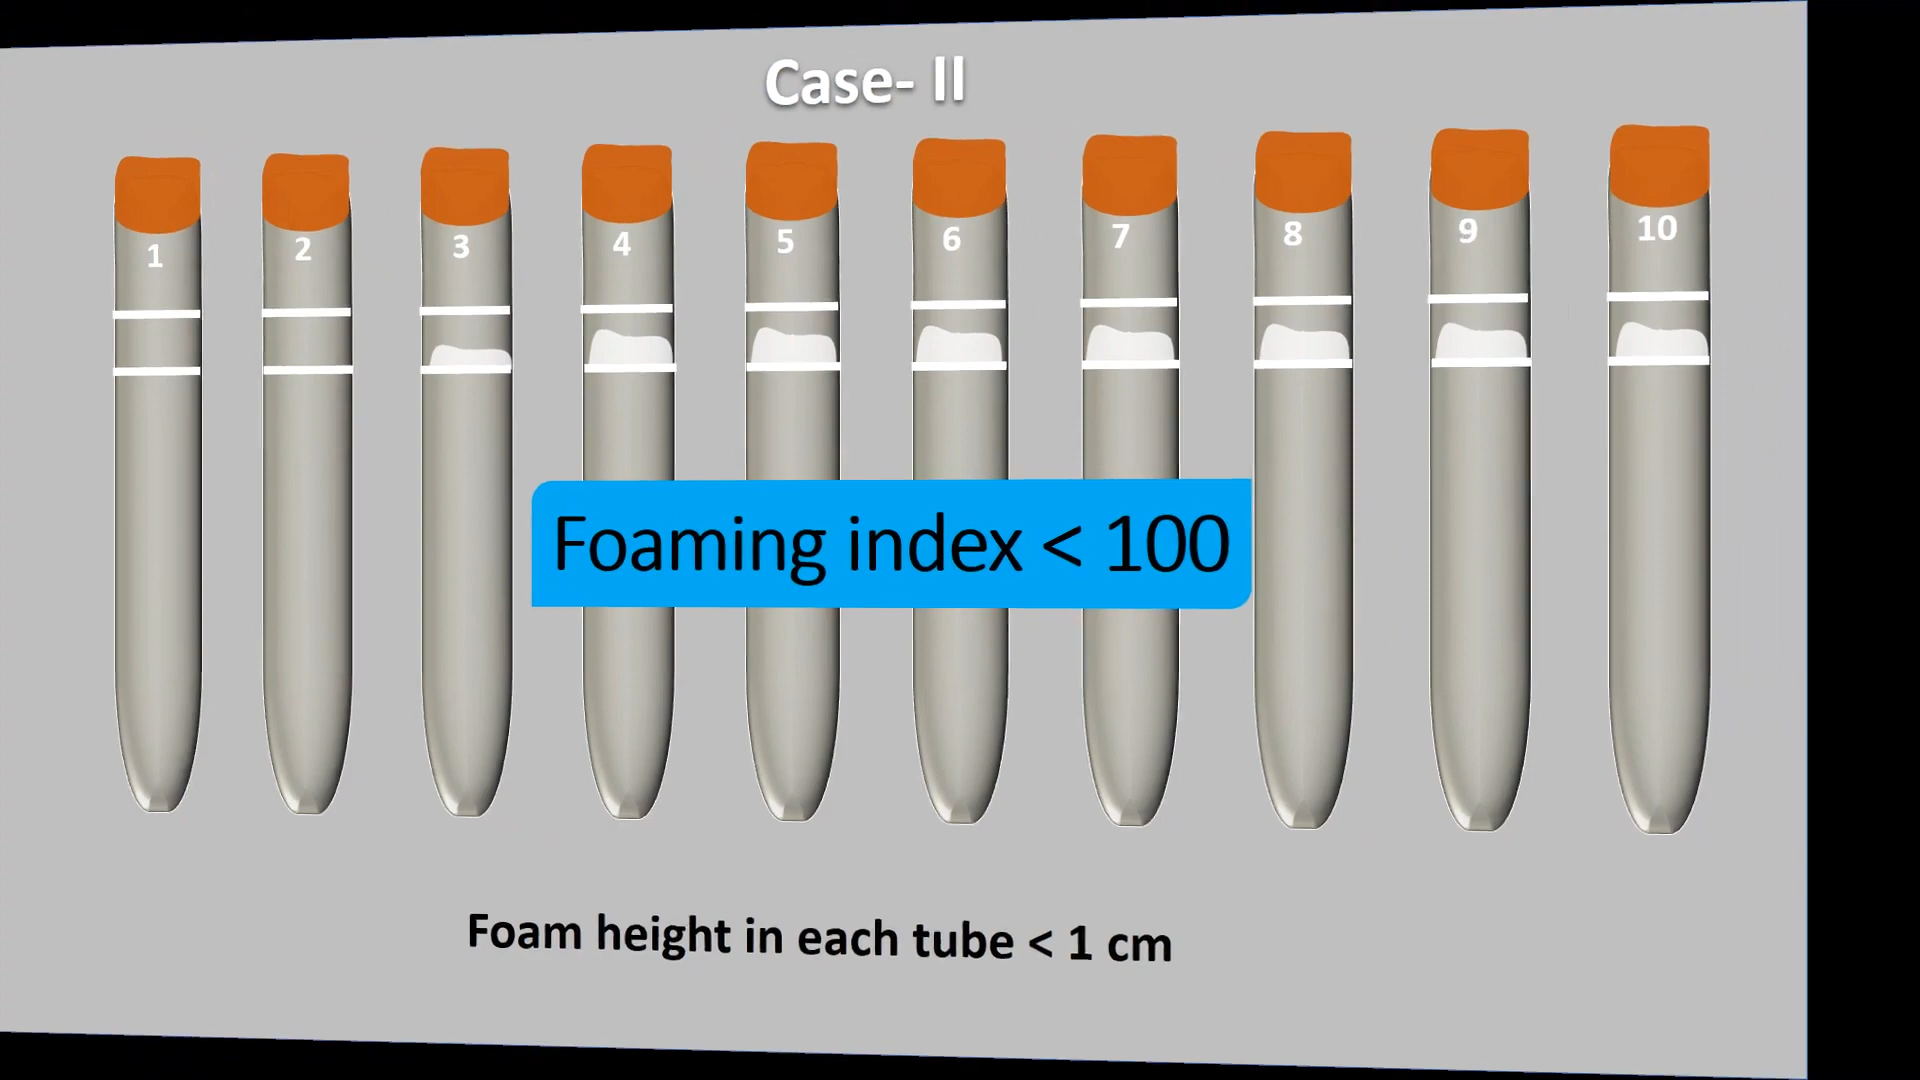 Case- II
1 2 3 4 5 6 7 8 9 10
Foaming index < 100
Foam height in each tube < 1 cm